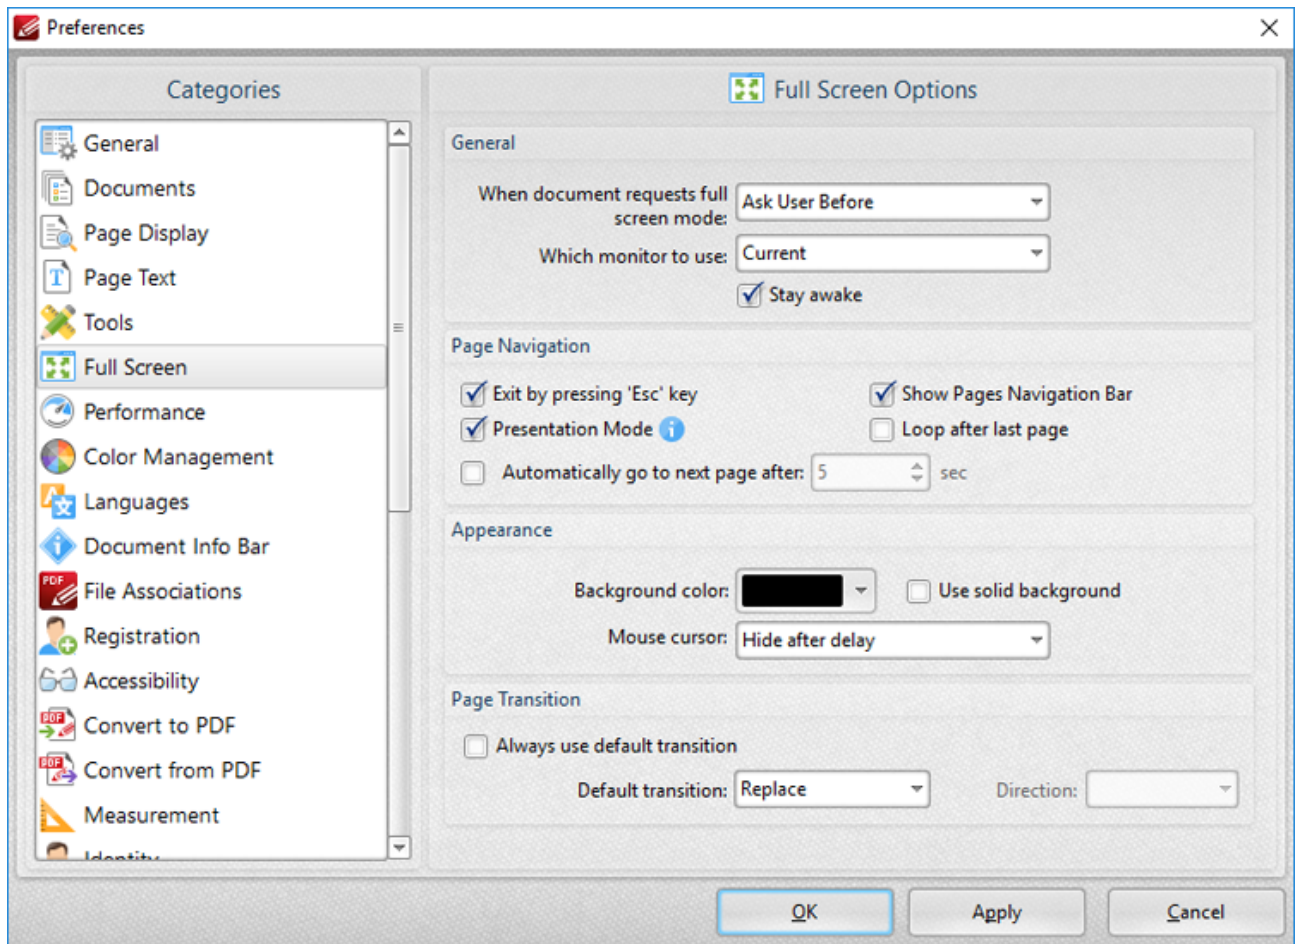 Preferences
Categories
General
Documents
Page Display
Page Text
Tools
Full Screen
Performance
Color Management
Languages
Document Info Bar
PDF
File Associations
Registration
Accessibility
PDF
Convert to PDF
PDF
Convert from PDF
Measurement
Identity
Full Screen Options
General
When document requests full
screen mode:
Ask User Before
Which monitor to use:
Current
Stay awake
Page Navigation
Exit by pressing 'Esc' key
Show Pages Navigation Bar
Presentation Mode
Loop after last page
Automatically go to next page after: 5 sec
Appearance
Background color:
Use solid background
Mouse cursor:
Hide after delay
Page Transition
Always use default transition
Default transition: Replace
Direction:
OK
Apply
Cancel